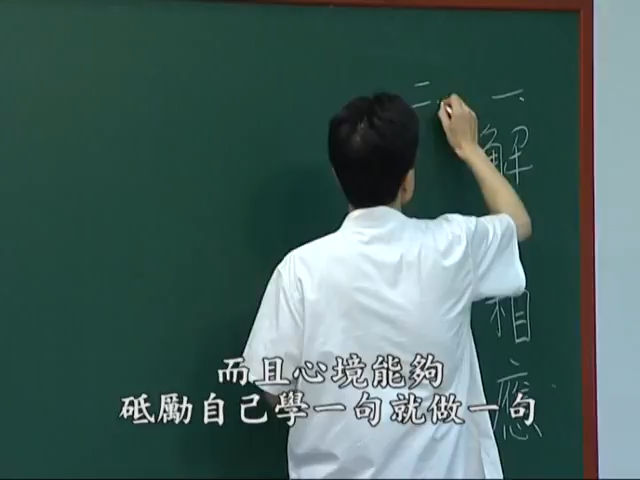 一、解
相應
二
而且心境能夠
砥勵自己學一句就做一句